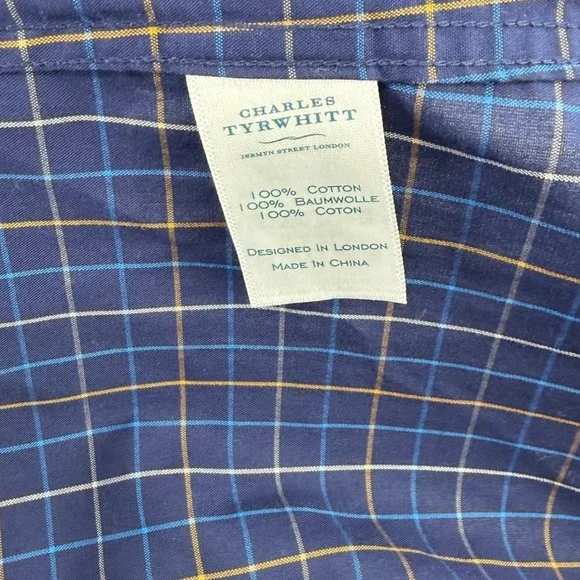 CHARLES
TYRWHITT
JERMYN STREET LONDON
100% COTTON
100% BAUMWOLLE
100% COTON
DESIGNED IN LONDON
MADE IN CHINA